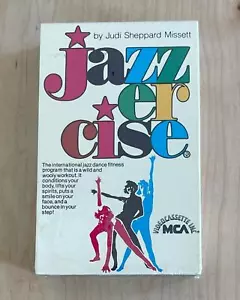 by Judi Sheppard Missett
jazz
er
cise®
The international jazz dance fitness
program that is a wild and
wooly workout. It
conditions your
body, lifts your
spirits, puts a
smile on your
face, and a
bounce in your
step!
VIDEOCASSETTE INC.
MCA